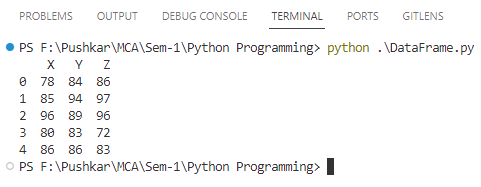 PROBLEMS OUTPUT DEBUG CONSOLE TERMINAL PORTS GITLENS
PS F:\Pushkar\MCA\Sem-1\Python Programming> python .\DataFrame.py
X Y Z
0 78 84 86
1 85 94 97
2 96 89 96
3 80 83 72
4 86 86 83
PS F:\Pushkar\MCA\Sem-1\Python Programming>